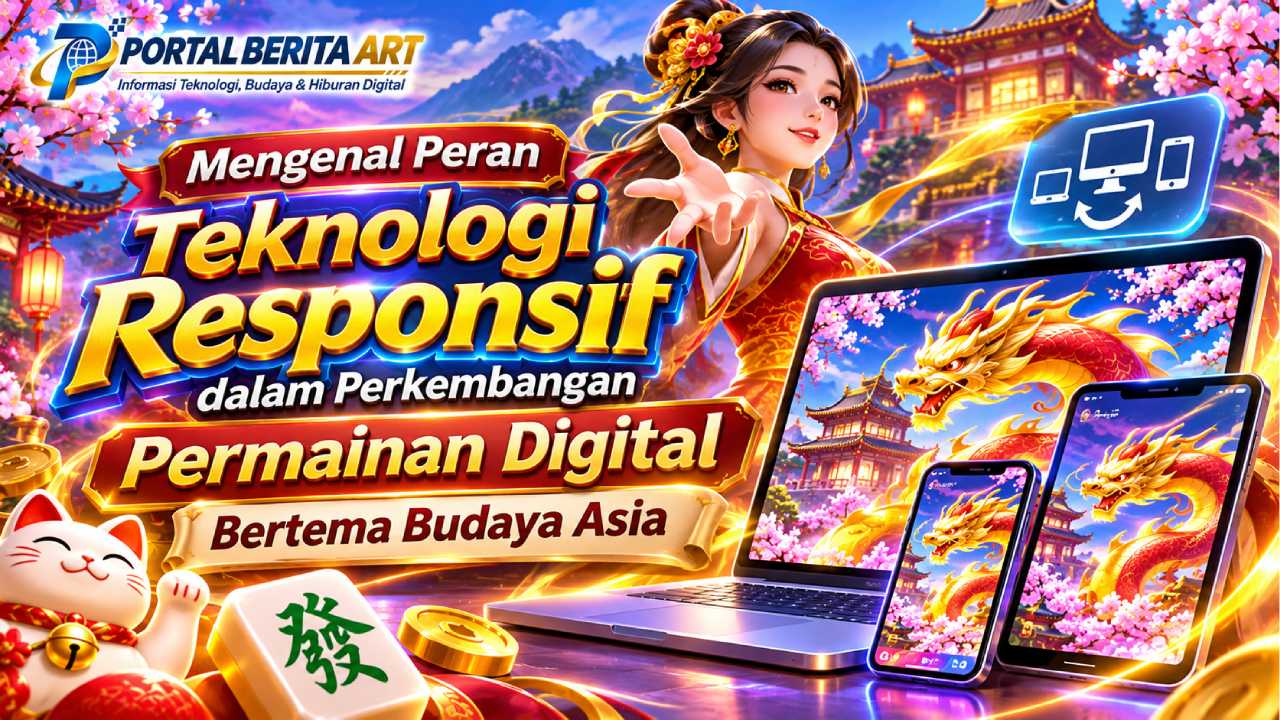 PORTAL BERITA ART
Informasi Teknologi, Budaya & Hiburan Digital
Mengenal Peran
Teknologi
Responsif
dalam Perkembangan
Permainan Digital
Bertema Budaya Asia
發